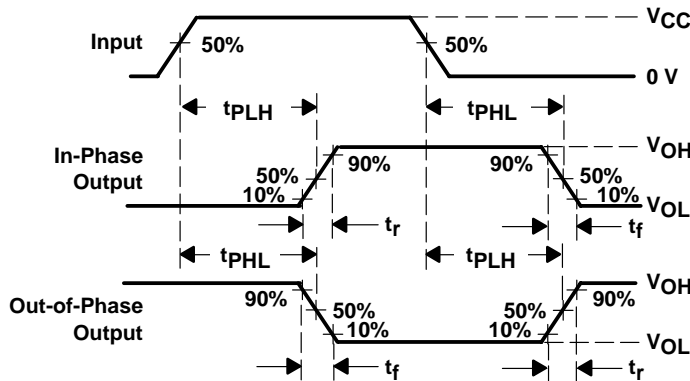 VCC
Input
50%
50%
0 V
tPLH
tPHL
In-Phase
Output
VOH
90%
90%
50%
50%
10%
10%
VOL
tr
tf
tPHL
tPLH
Out-of-Phase
Output
VOH
90%
90%
50%
50%
10%
10%
VOL
tf
tr